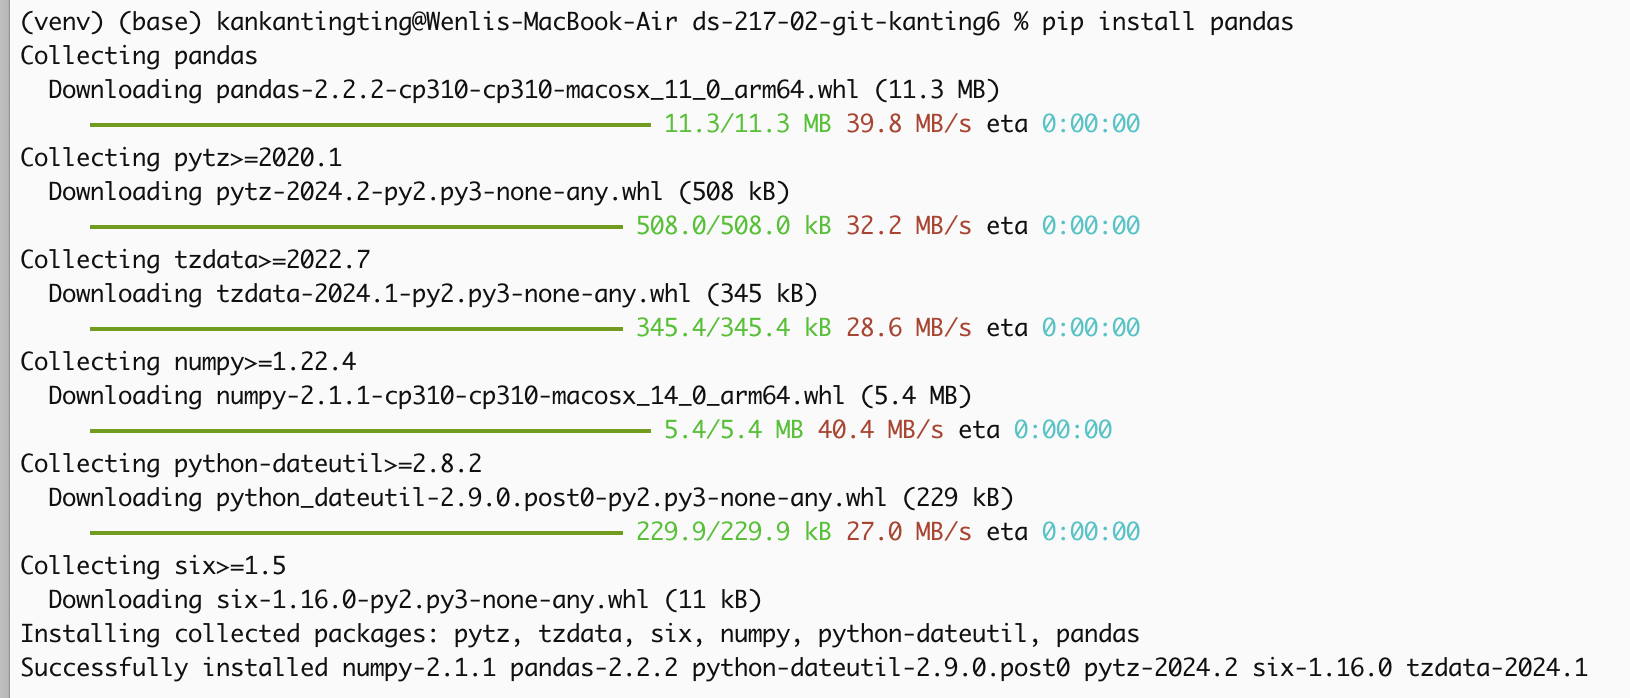 (venv) (base) kankantingting@Wenlis-MacBook-Air ds-217-02-git-kanting6 % pip install pandas
Collecting pandas
  Downloading pandas-2.2.2-cp310-cp310-macosx_11_0_arm64.whl (11.3 MB)
     11.3/11.3 MB 39.8 MB/s eta 0:00:00
Collecting pytz>=2020.1
  Downloading pytz-2024.2-py2.py3-none-any.whl (508 kB)
     508.0/508.0 kB 32.2 MB/s eta 0:00:00
Collecting tzdata>=2022.7
  Downloading tzdata-2024.1-py2.py3-none-any.whl (345 kB)
     345.4/345.4 kB 28.6 MB/s eta 0:00:00
Collecting numpy>=1.22.4
  Downloading numpy-2.1.1-cp310-cp310-macosx_14_0_arm64.whl (5.4 MB)
     5.4/5.4 MB 40.4 MB/s eta 0:00:00
Collecting python-dateutil>=2.8.2
  Downloading python_dateutil-2.9.0.post0-py2.py3-none-any.whl (229 kB)
     229.9/229.9 kB 27.0 MB/s eta 0:00:00
Collecting six>=1.5
  Downloading six-1.16.0-py2.py3-none-any.whl (11 kB)
Installing collected packages: pytz, tzdata, six, numpy, python-dateutil, pandas
Successfully installed numpy-2.1.1 pandas-2.2.2 python-dateutil-2.9.0.post0 pytz-2024.2 six-1.16.0 tzdata-2024.1